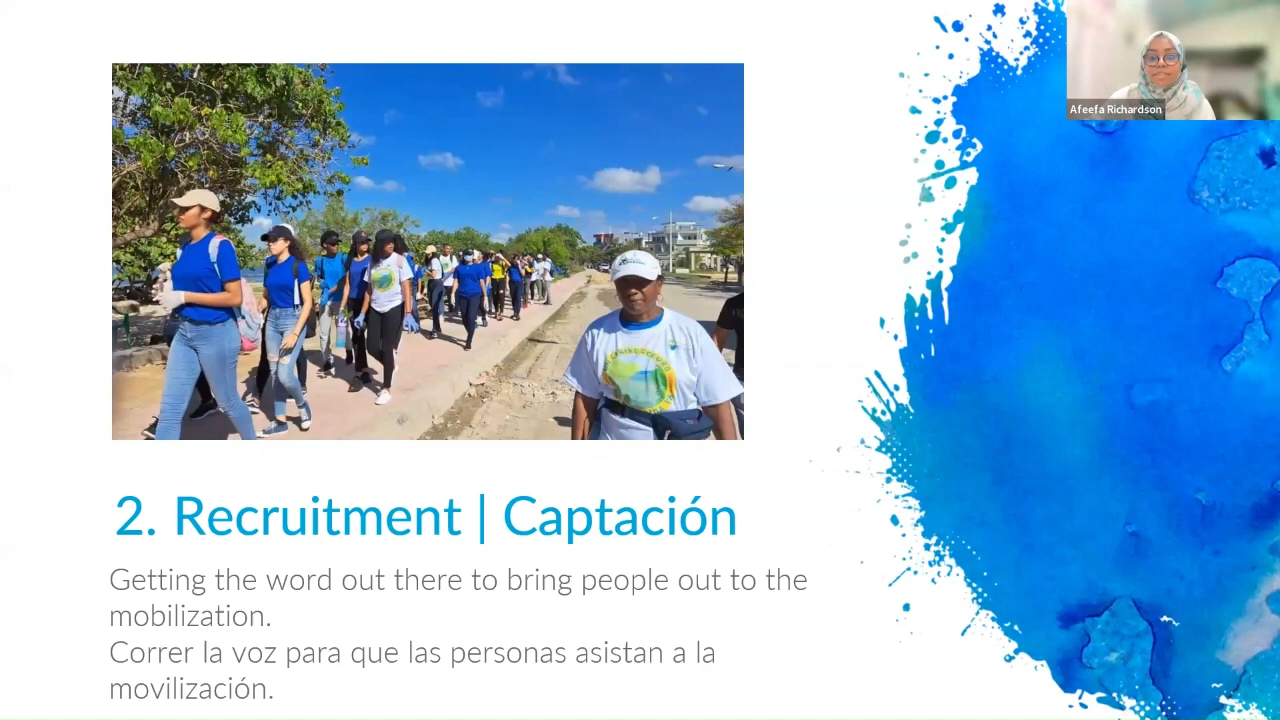 Afeefa Richardson
2. Recruitment | Captación
Getting the word out there to bring people out to the
mobilization.
Correr la voz para que las personas asistan a la
movilización.